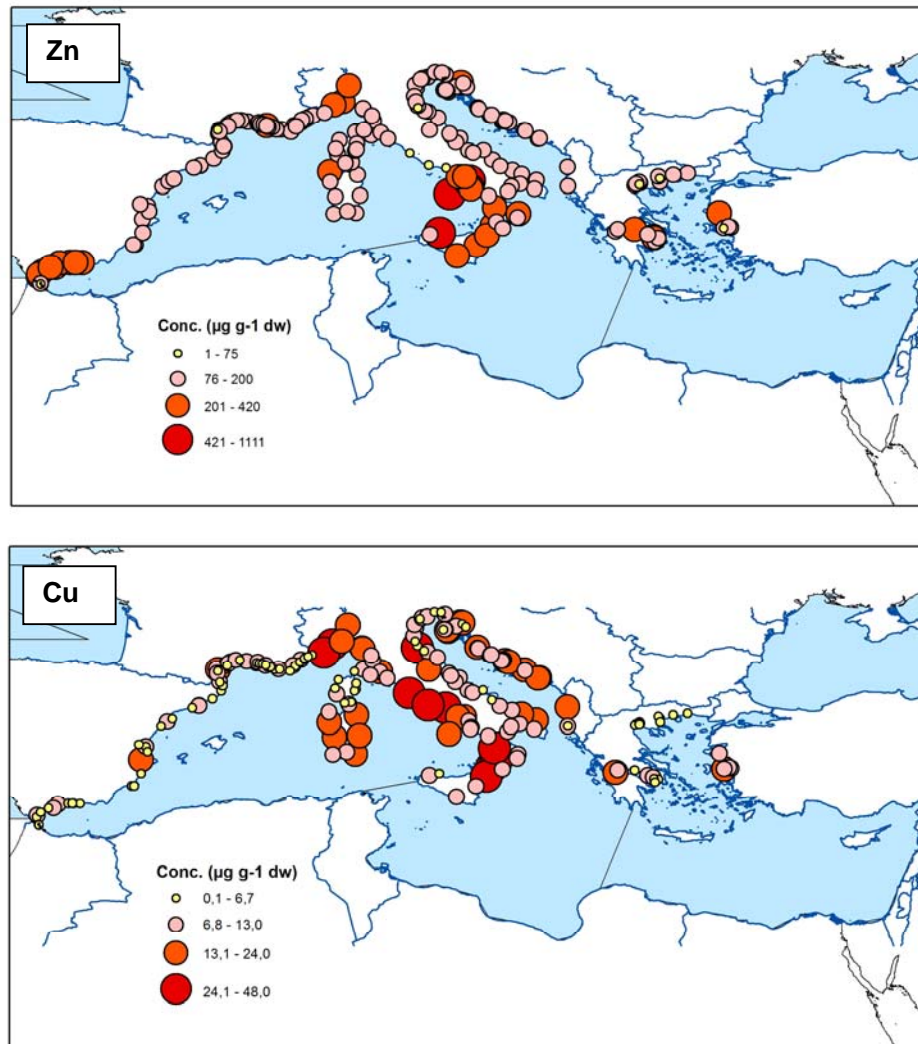 Zn
Conc. (µg g-1 dw)
1 - 75
76 - 200
201 - 420
421 - 1111
Cu
Conc. (µg g-1 dw)
0,1 - 6,7
6,8 - 13,0
13,1 - 24,0
24,1 - 48,0